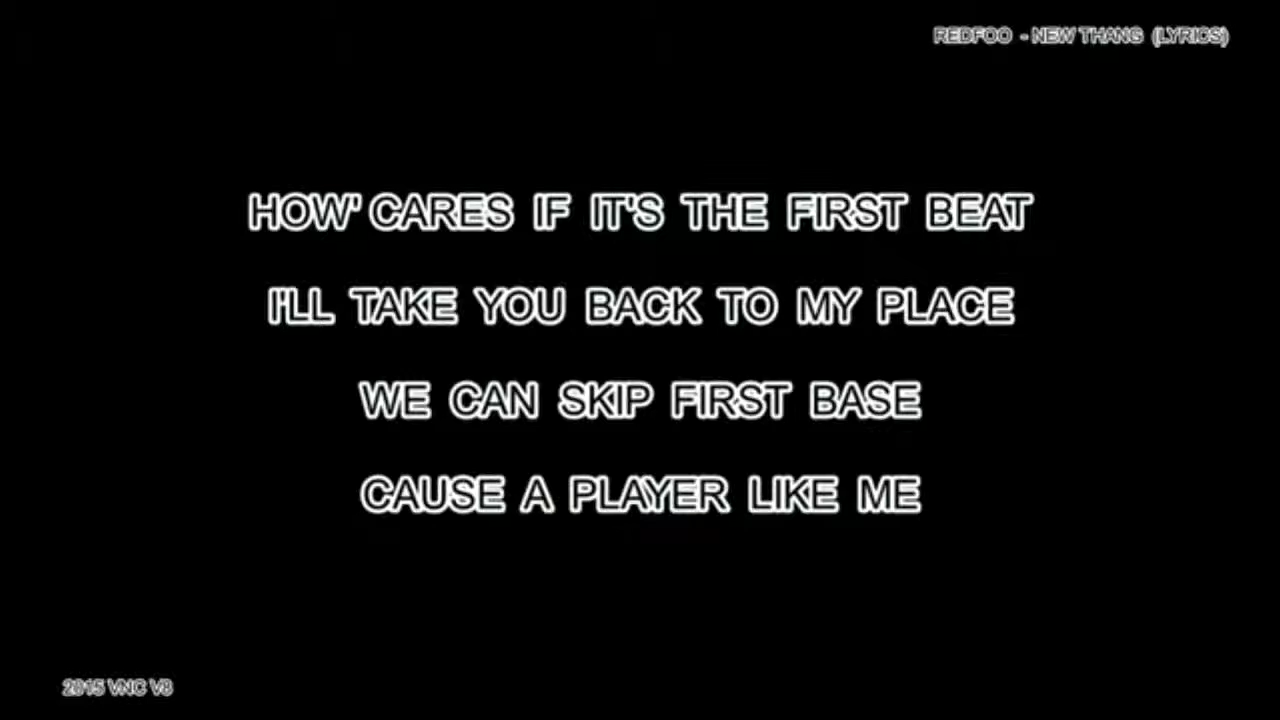 REDFOO - NEW THANG (LYRICS)
HOW' CARES IF IT'S THE FIRST BEAT
I'LL TAKE YOU BACK TO MY PLACE
WE CAN SKIP FIRST BASE
CAUSE A PLAYER LIKE ME
2015 VNC V8